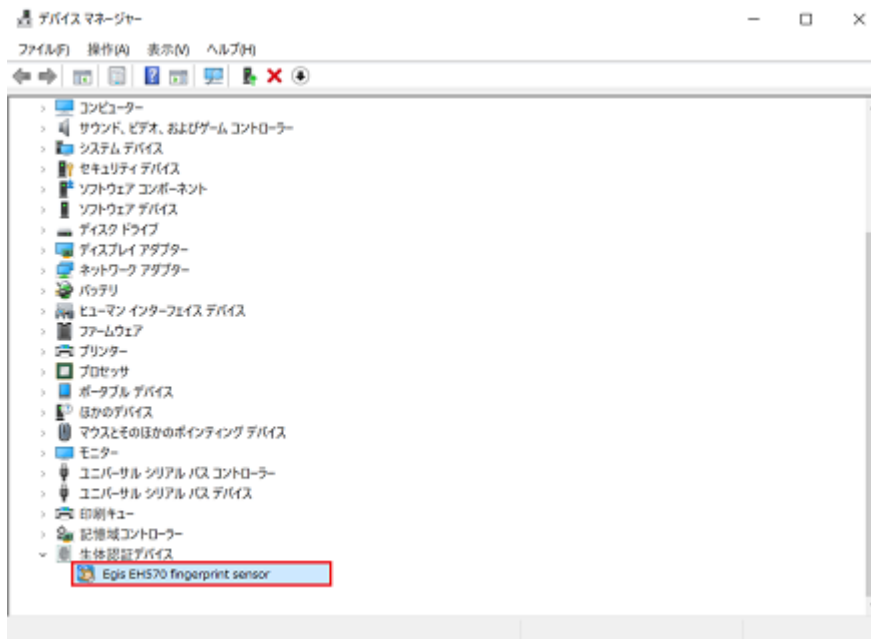 デバイス マネージャー
ファイル(F) 操作(A) 表示(V) ヘルプ(H)
コンピューター
サウンド、ビデオ、およびゲーム コントローラー
システム デバイス
セキュリティ デバイス
ソフトウェア コンポーネント
ソフトウェア デバイス
ディスク ドライブ
ディスプレイ アダプター
ネットワーク アダプター
バッテリ
ヒューマン インターフェイス デバイス
ファームウェア
プリンター
プロセッサ
ポータブル デバイス
ほかのデバイス
マウスとそのほかのポインティング デバイス
モニター
ユニバーサル シリアル バス コントローラー
ユニバーサル シリアル バス デバイス
印刷キュー
記憶域コントローラー
生体認証デバイス
Egis EH570 fingerprint sensor